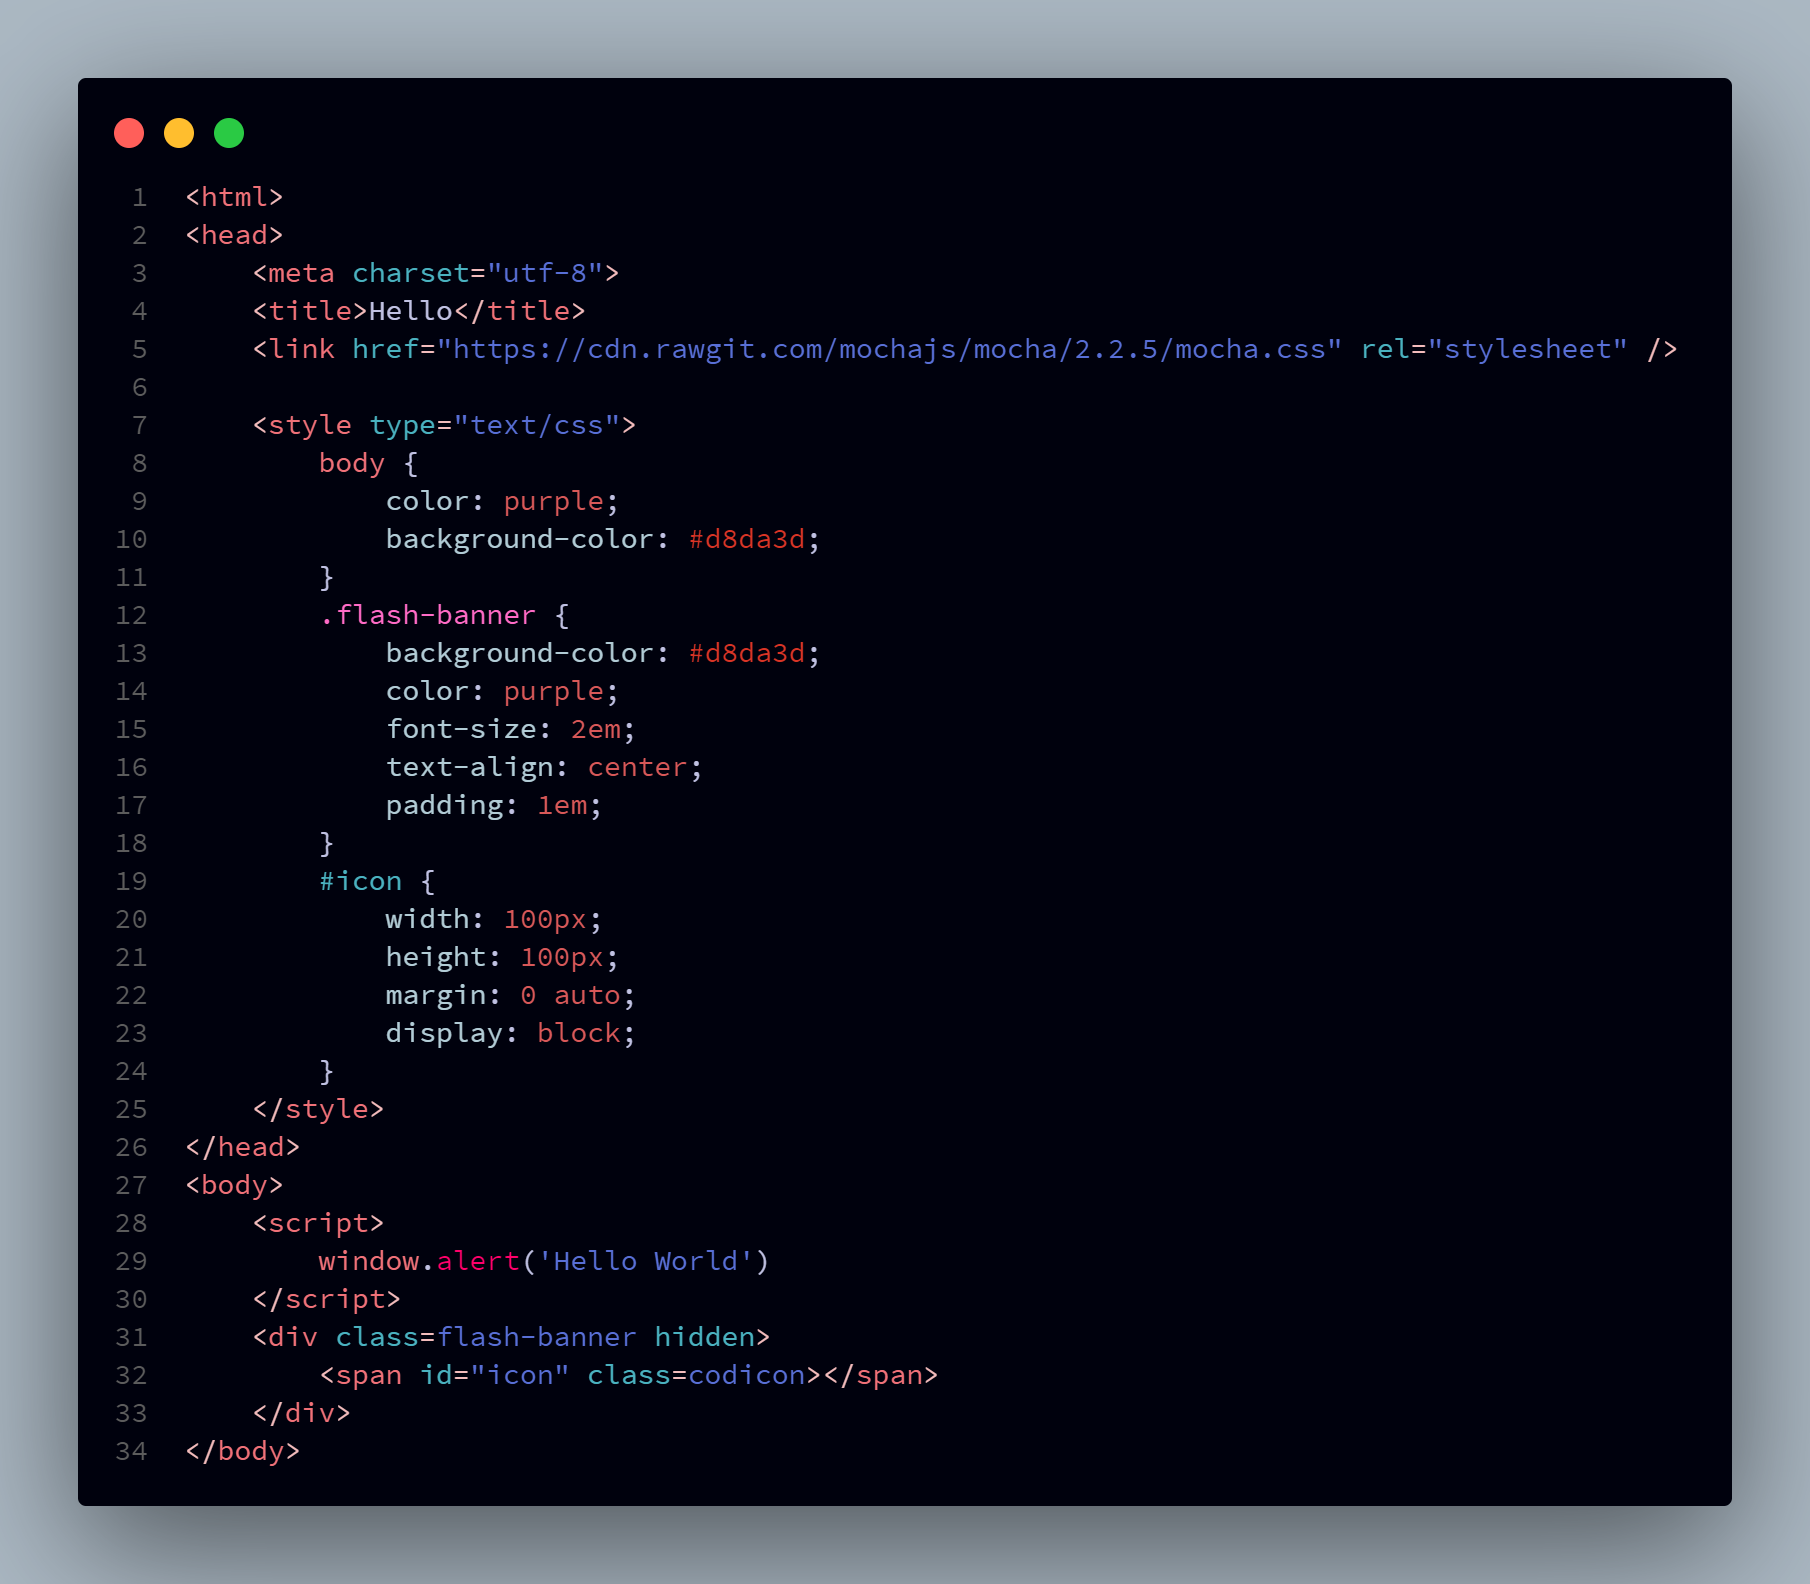 1 <html>
2 <head>
3     <meta charset="utf-8">
4     <title>Hello</title>
5     <link href="https://cdn.rawgit.com/mochajs/mocha/2.2.5/mocha.css" rel="stylesheet" />
6
7     <style type="text/css">
8         body {
9             color: purple;
10             background-color: #d8da3d;
11         }
12         .flash-banner {
13             background-color: #d8da3d;
14             color: purple;
15             font-size: 2em;
16             text-align: center;
17             padding: 1em;
18         }
19         #icon {
20             width: 100px;
21             height: 100px;
22             margin: 0 auto;
23             display: block;
24         }
25     </style>
26 </head>
27 <body>
28     <script>
29         window.alert('Hello World')
30     </script>
31     <div class=flash-banner hidden>
32         <span id="icon" class=codicon></span>
33     </div>
34 </body>